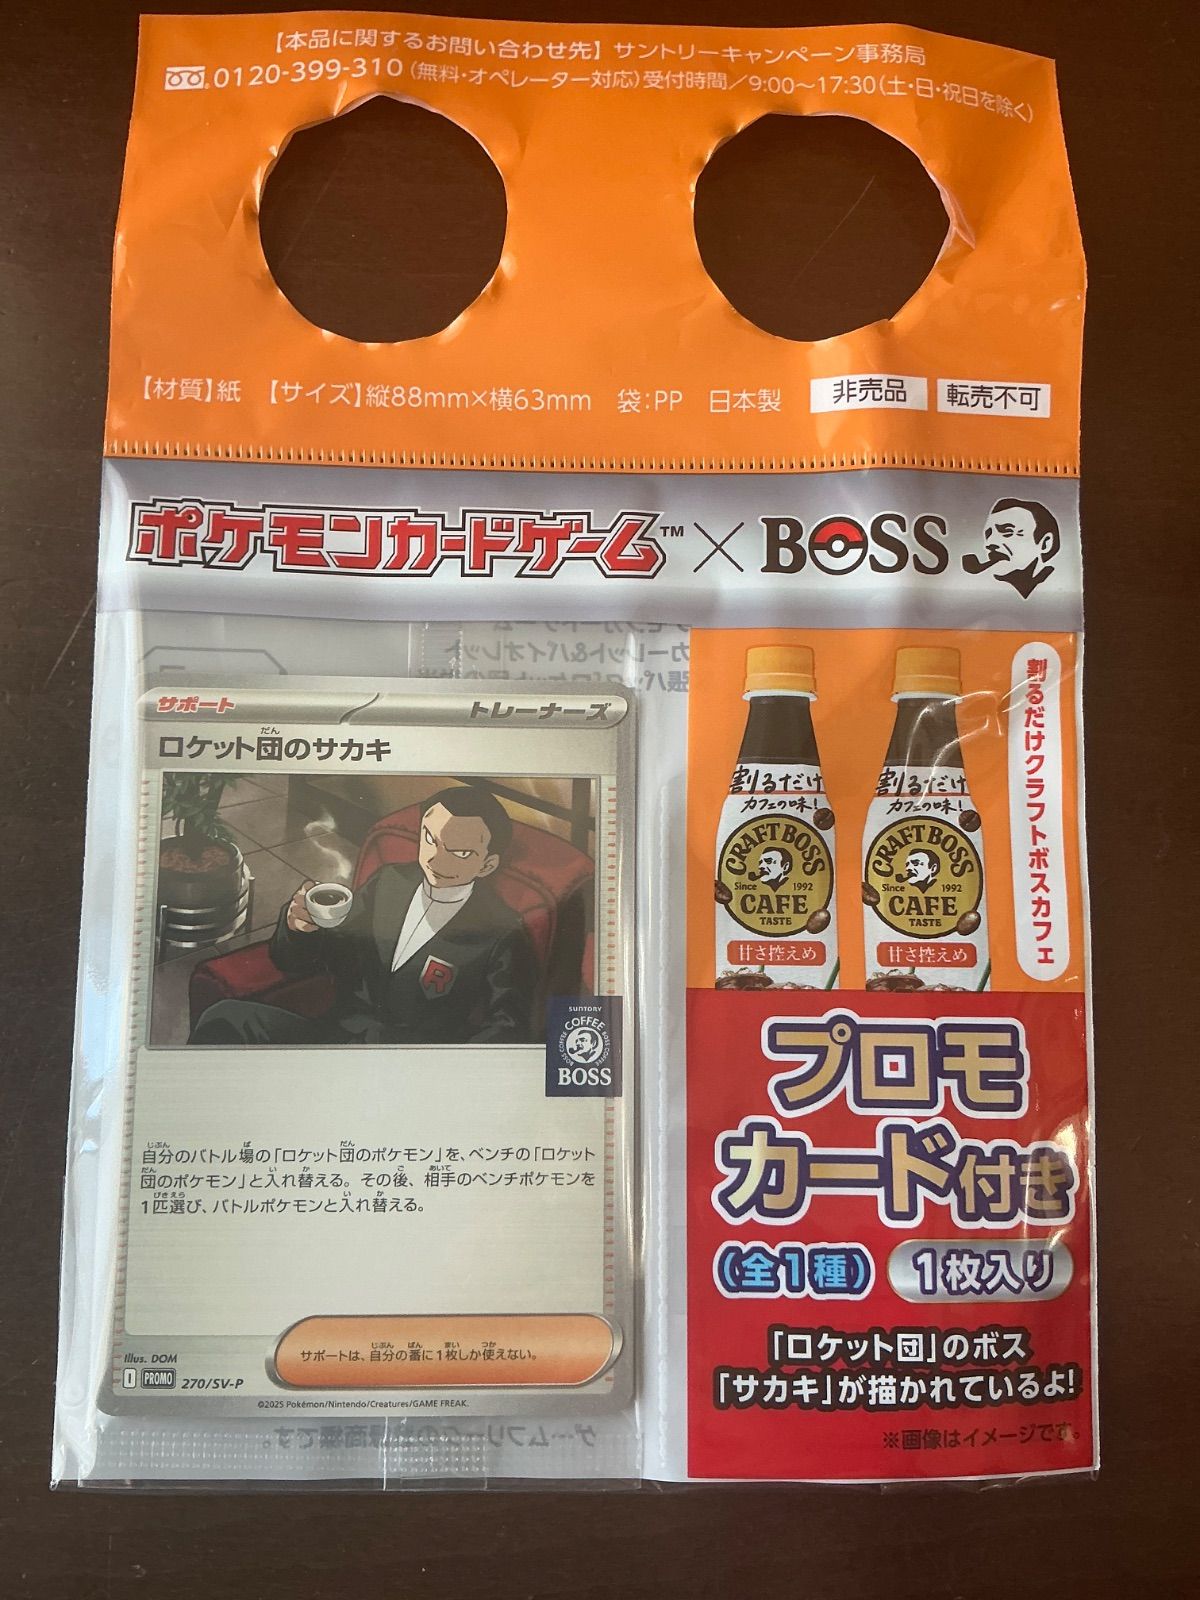 【本品に関するお問い合わせ先】サントリーキャンペーン事務局
0120-399-310(無料・オペレーター対応)受付時間/9:00〜17:30(土・日・祝日を除く)
【材質】紙 【サイズ】縦88mm×横63mm 袋:PP 日本製 非売品 転売不可
ポケモンカードゲーム™×BOSS
サポート トレーナーズ
ロケット団のサカキ
だん
R
SUNTORY
COFFEE
BOSS
自分のバトル場の「ロケット団のポケモン」を、ベンチの「ロケット
団のポケモン」と入れ替える。その後、相手のベンチポケモンを
1匹選び、バトルポケモンと入れ替える。
サポートは、自分の番に1枚しか使えない。
Illus. DOM
I PROMO 270/SV-P
©2025 Pokémon/Nintendo/Creatures/GAME FREAK.
割るだけクラフトボスカフェ
割るだけ
カフェの味!
CRAFT BOSS
Since 1992
CAFE
TASTE
甘さ控えめ
割るだけ
カフェの味!
CRAFT BOSS
Since 1992
CAFE
TASTE
甘さ控えめ
プロモ
カード付き
(全1種) 1枚入り
「ロケット団」のボス
「サカキ」が描かれているよ!
※画像はイメージです。